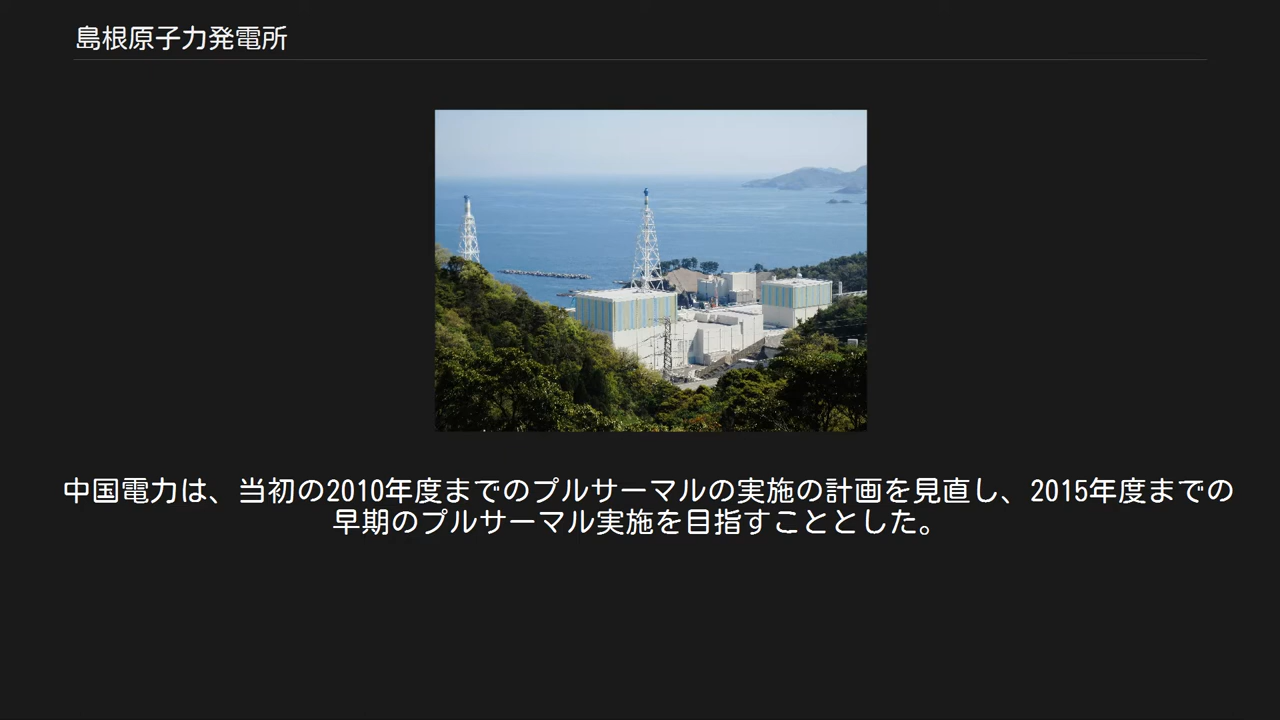 島根原子力発電所
中国電力は、当初の2010年度までのプルサーマルの実施の計画を見直し、2015年度までの
早期のプルサーマル実施を目指すこととした。